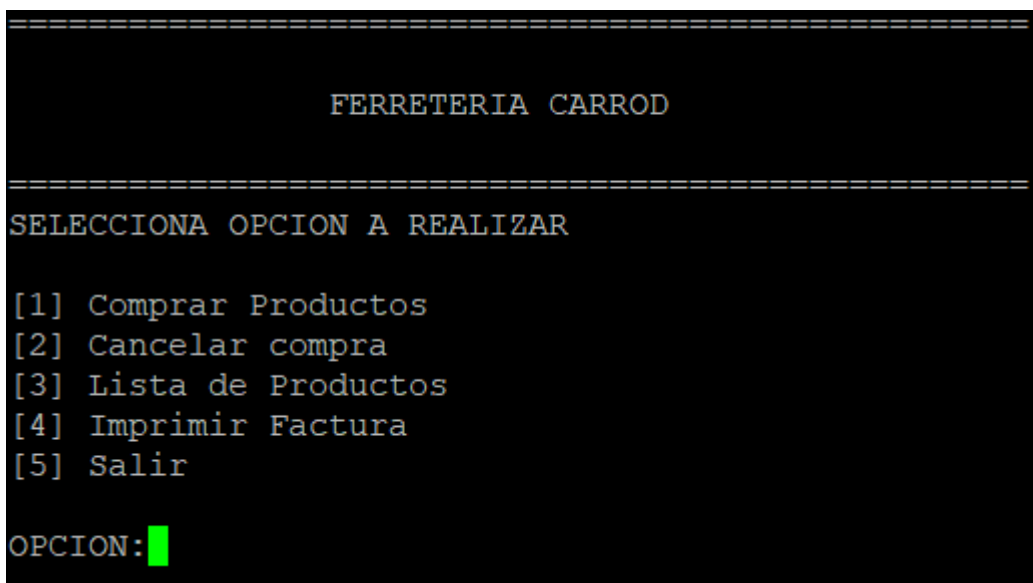 ===================================================
FERRETERIA CARROD
===================================================
SELECCIONA OPCION A REALIZAR
[1] Comprar Productos
[2] Cancelar compra
[3] Lista de Productos
[4] Imprimir Factura
[5] Salir
OPCION: